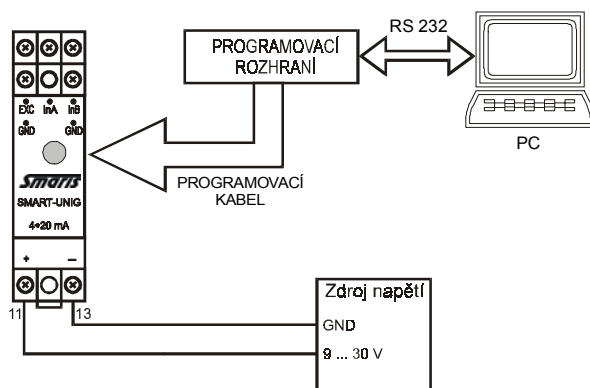 RS 232
PROGRAMOVACÍ
ROZHRANÍ
PC
EXC InA InB
GND GND
Smaris
SMART-UNIG
4÷20 mA
+ –
11 13
PROGRAMOVACÍ
KABEL
Zdroj napětí
GND
9 ... 30 V